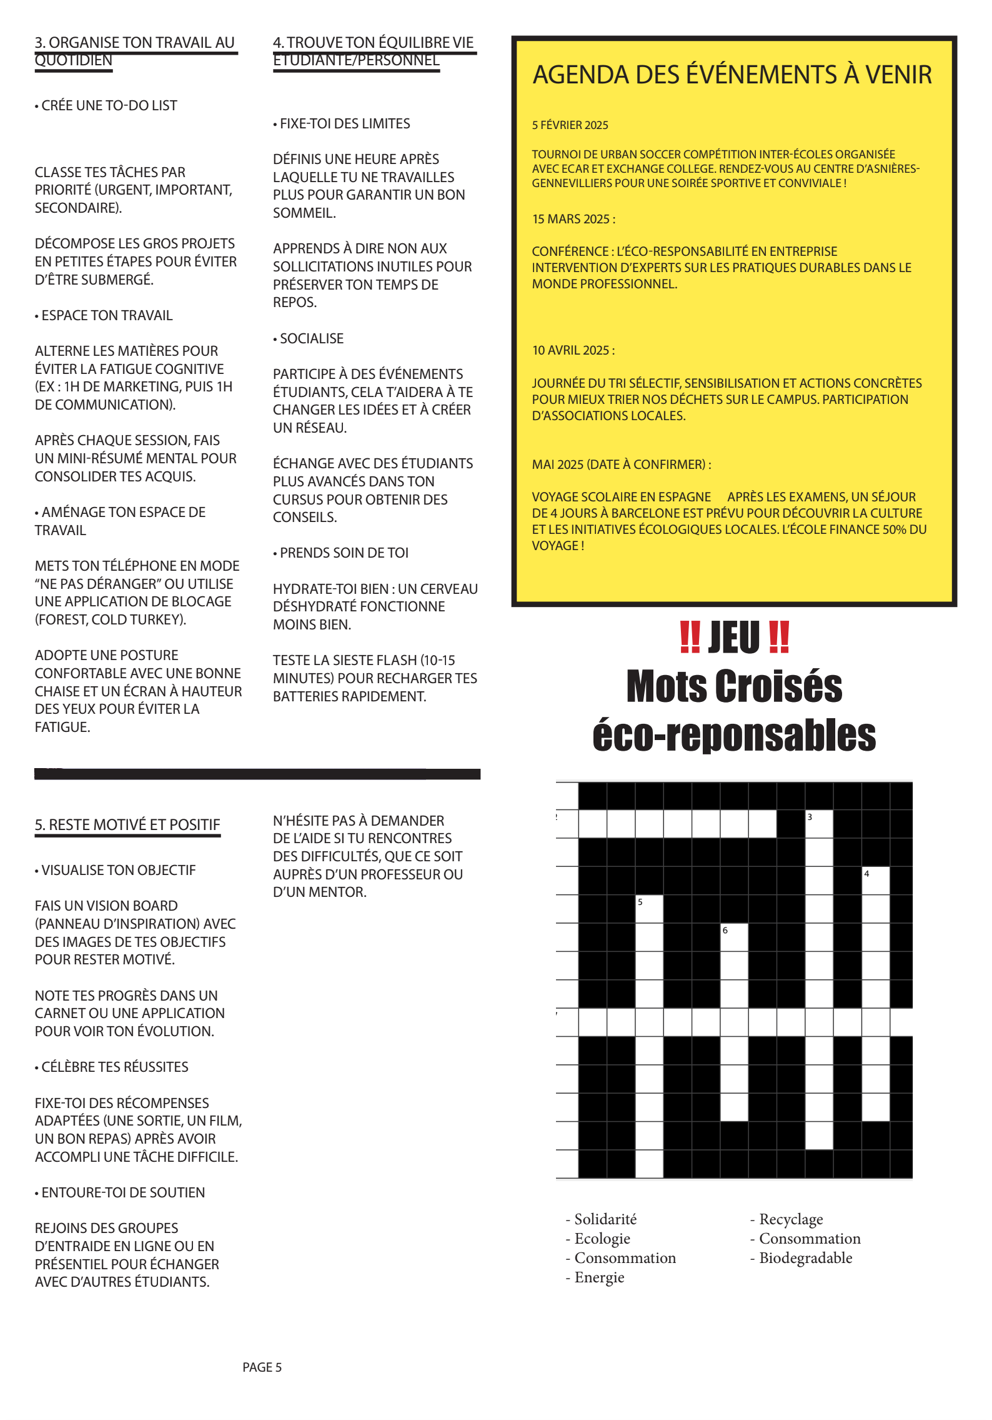 3. ORGANISE TON TRAVAIL AU
QUOTIDIEN
• CRÉE UNE TO-DO LIST
CLASSE TES TÂCHES PAR
PRIORITÉ (URGENT, IMPORTANT,
SECONDAIRE).
DÉCOMPOSE LES GROS PROJETS
EN PETITES ÉTAPES POUR ÉVITER
D’ÊTRE SUBMERGÉ.
• ESPACE TON TRAVAIL
ALTERNE LES MATIÈRES POUR
ÉVITER LA FATIGUE COGNITIVE
(EX : 1H DE MARKETING, PUIS 1H
DE COMMUNICATION).
APRÈS CHAQUE SESSION, FAIS
UN MINI-RÉSUMÉ MENTAL POUR
CONSOLIDER TES ACQUIS.
• AMÉNAGE TON ESPACE DE
TRAVAIL
METS TON TÉLÉPHONE EN MODE
“NE PAS DÉRANGER” OU UTILISE
UNE APPLICATION DE BLOCAGE
(FOREST, COLD TURKEY).
ADOPTE UNE POSTURE
CONFORTABLE AVEC UNE BONNE
CHAISE ET UN ÉCRAN À HAUTEUR
DES YEUX POUR ÉVITER LA
FATIGUE.
4. TROUVE TON ÉQUILIBRE VIE
ÉTUDIANTE/PERSONNEL
• FIXE-TOI DES LIMITES
DÉFINIS UNE HEURE APRÈS
LAQUELLE TU NE TRAVAILLES
PLUS POUR GARANTIR UN BON
SOMMEIL.
APPRENDS À DIRE NON AUX
SOLLICITATIONS INUTILES POUR
PRÉSERVER TON TEMPS DE
REPOS.
• SOCIALISE
PARTICIPE À DES ÉVÉNEMENTS
ÉTUDIANTS, CELA T’AIDERA À TE
CHANGER LES IDÉES ET À CRÉER
UN RÉSEAU.
ÉCHANGE AVEC DES ÉTUDIANTS
PLUS AVANCÉS DANS TON
CURSUS POUR OBTENIR DES
CONSEILS.
• PRENDS SOIN DE TOI
HYDRATE-TOI BIEN : UN CERVEAU
DÉSHYDRATÉ FONCTIONNE
MOINS BIEN.
TESTE LA SIESTE FLASH (10-15
MINUTES) POUR RECHARGER TES
BATTERIES RAPIDEMENT.
5. RESTE MOTIVÉ ET POSITIF
• VISUALISE TON OBJECTIF
FAIS UN VISION BOARD
(PANNEAU D’INSPIRATION) AVEC
DES IMAGES DE TES OBJECTIFS
POUR RESTER MOTIVÉ.
NOTE TES PROGRÈS DANS UN
CARNET OU UNE APPLICATION
POUR VOIR TON ÉVOLUTION.
• CÉLÈBRE TES RÉUSSITES
FIXE-TOI DES RÉCOMPENSES
ADAPTÉES (UNE SORTIE, UN FILM,
UN BON REPAS) APRÈS AVOIR
ACCOMPLI UNE TÂCHE DIFFICILE.
• ENTOURE-TOI DE SOUTIEN
REJOINS DES GROUPES
D’ENTRAIDE EN LIGNE OU EN
PRÉSENTIEL POUR ÉCHANGER
AVEC D’AUTRES ÉTUDIANTS.
N’HÉSITE PAS À DEMANDER
DE L’AIDE SI TU RENCONTRES
DES DIFFICULTÉS, QUE CE SOIT
AUPRÈS D’UN PROFESSEUR OU
D’UN MENTOR.
AGENDA DES ÉVÉNEMENTS À VENIR
5 FÉVRIER 2025
TOURNOI DE URBAN SOCCER COMPÉTITION INTER-ÉCOLES ORGANISÉE
AVEC ECAR ET EXCHANGE COLLEGE. RENDEZ-VOUS AU CENTRE D’ASNIÈRES-
GENNEVILLIERS POUR UNE SOIRÉE SPORTIVE ET CONVIVIALE !
15 MARS 2025 :
CONFÉRENCE : L’ÉCO-RESPONSABILITÉ EN ENTREPRISE
INTERVENTION D’EXPERTS SUR LES PRATIQUES DURABLES DANS LE
MONDE PROFESSIONNEL.
10 AVRIL 2025 :
JOURNÉE DU TRI SÉLECTIF, SENSIBILISATION ET ACTIONS CONCRÈTES
POUR MIEUX TRIER NOS DÉCHETS SUR LE CAMPUS. PARTICIPATION
D’ASSOCIATIONS LOCALES.
MAI 2025 (DATE À CONFIRMER) :
VOYAGE SCOLAIRE EN ESPAGNE APRÈS LES EXAMENS, UN SÉJOUR
DE 4 JOURS À BARCELONE EST PRÉVU POUR DÉCOUVRIR LA CULTURE
ET LES INITIATIVES ÉCOLOGIQUES LOCALES. L’ÉCOLE FINANCE 50% DU
VOYAGE !
!! JEU !!
Mots Croisés
éco-reponsables
3
4
5
6
- Solidarité
- Ecologie
- Consommation
- Energie
- Recyclage
- Consommation
- Biodegradable
PAGE 5